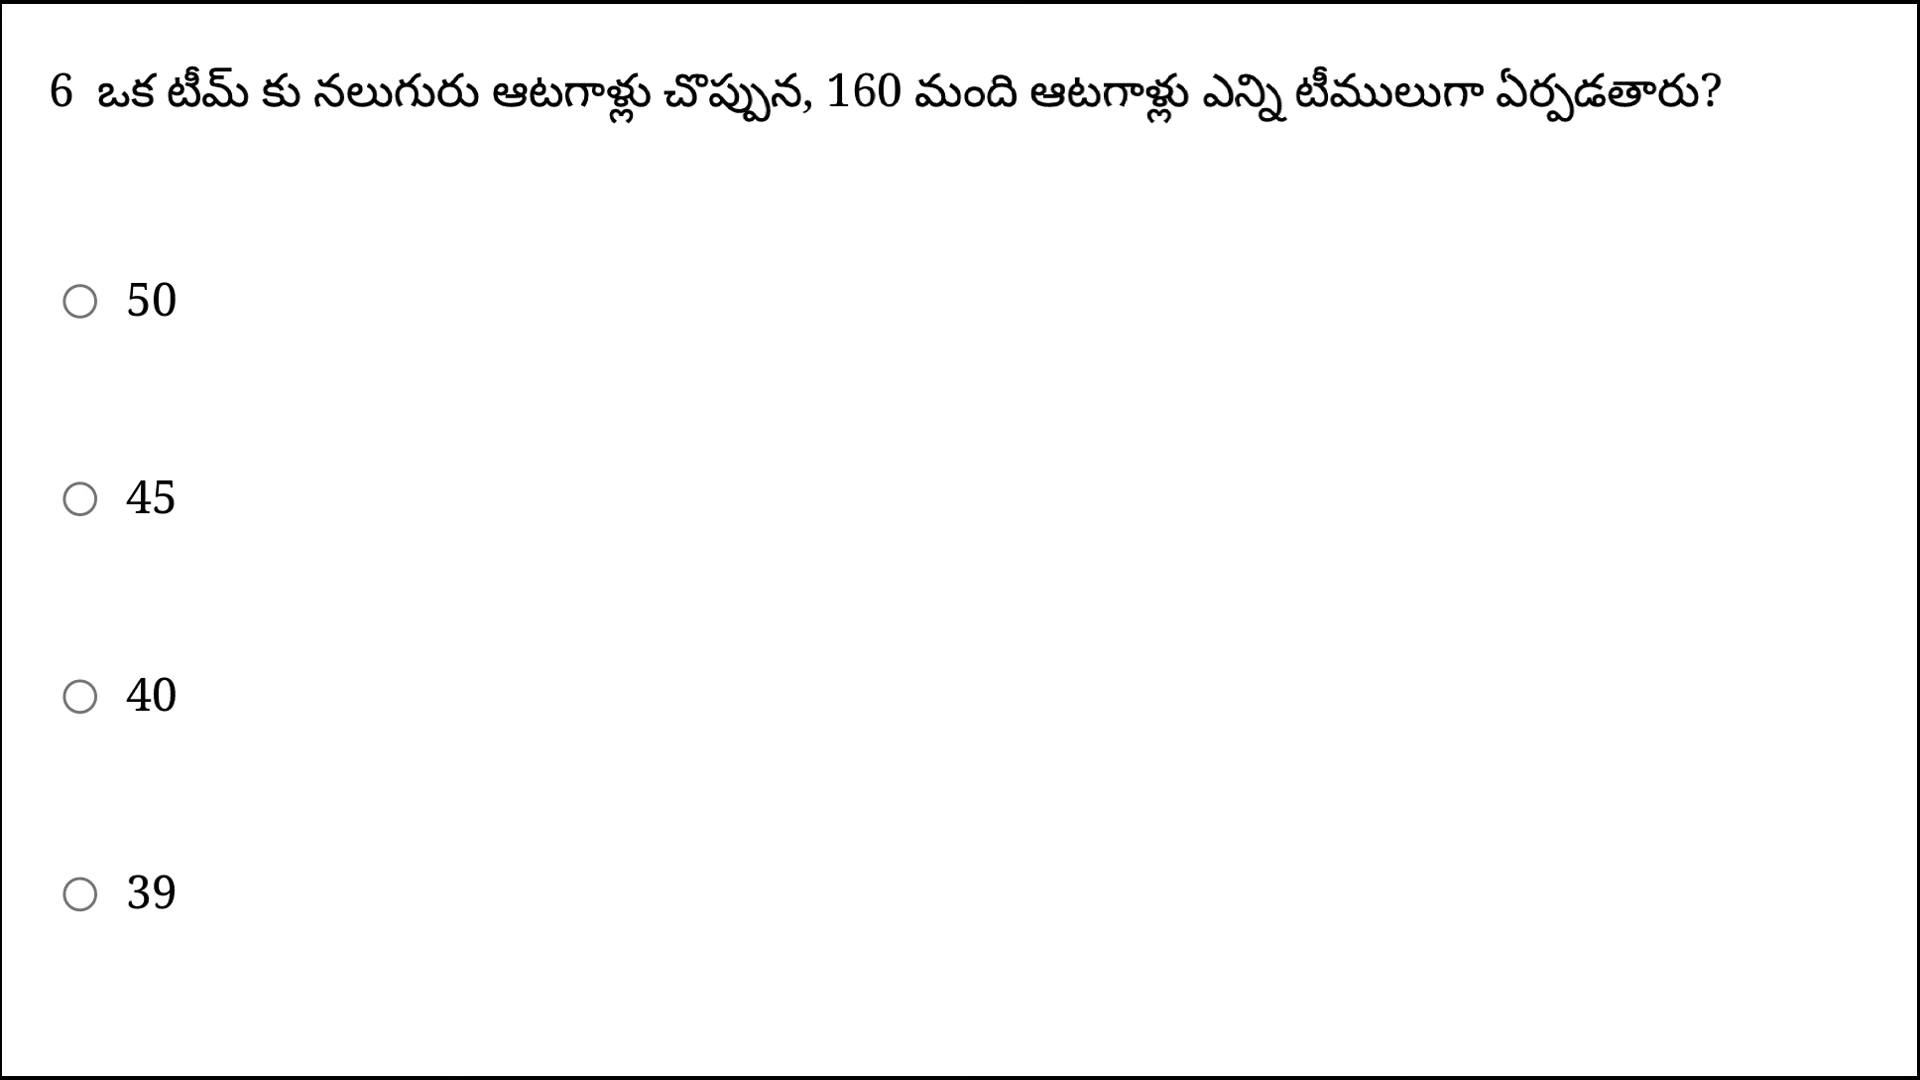 6 ఒక టీమ్ కు నలుగురు ఆటగాళ్లు చొప్పున, 160 మంది ఆటగాళ్లు ఎన్ని టీములుగా ఏర్పడతారు?
50
45
40
39